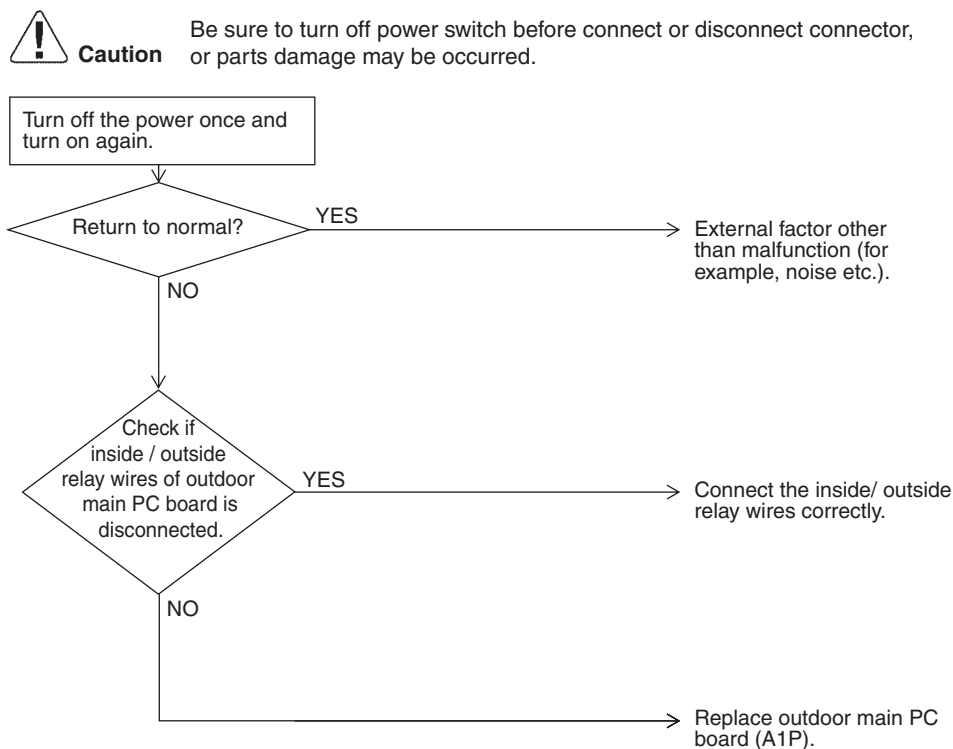 Caution
Be sure to turn off power switch before connect or disconnect connector,
or parts damage may be occurred.
Turn off the power once and
turn on again.
Return to normal?
YES
External factor other
than malfunction (for
example, noise etc.).
NO
Check if
inside / outside
relay wires of outdoor
main PC board is
disconnected.
YES
Connect the inside/ outside
relay wires correctly.
NO
Replace outdoor main PC
board (A1P).